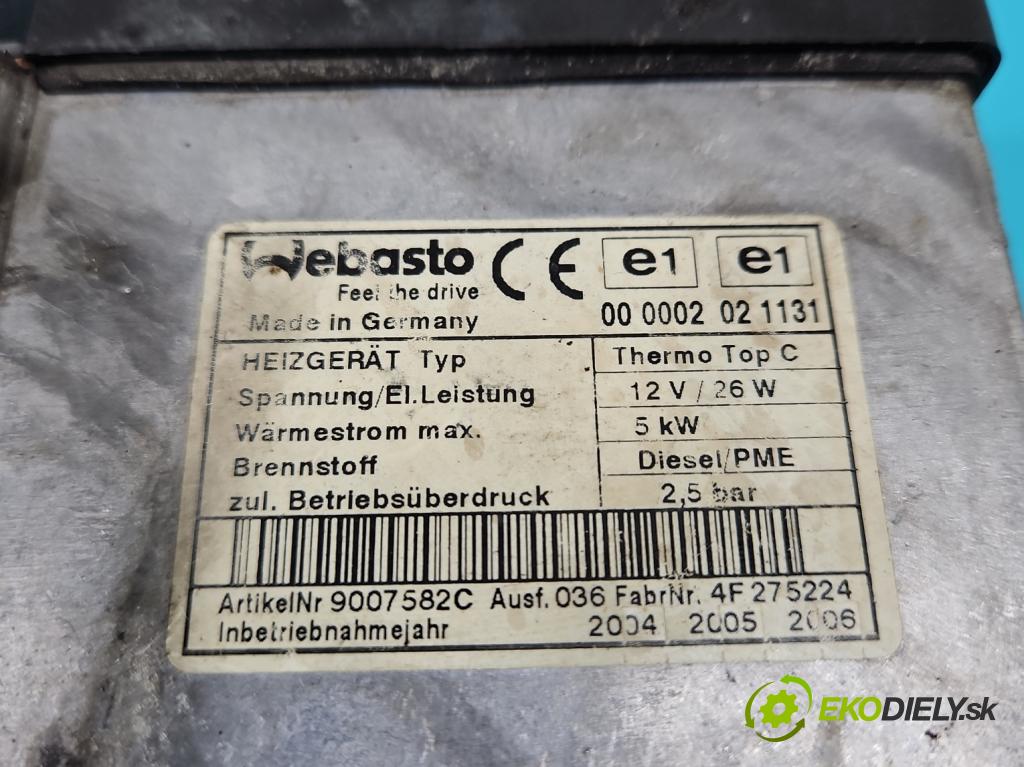 Webasto CE e1 e1
Feel the drive
Made in Germany 00 0002 02 1131
HEIZGERÄT Typ Thermo Top C
Spannung/El.Leistung 12 V / 26 W
Wärmestrom max. 5 kW
Brennstoff Diesel/PME
zul. Betriebsüberdruck 2,5 bar
ArtikelNr 9007582C Ausf. 036 FabrNr. 4F 275224
Inbetriebnahmejahr 2004 2005 2006
EKODIELY.sk